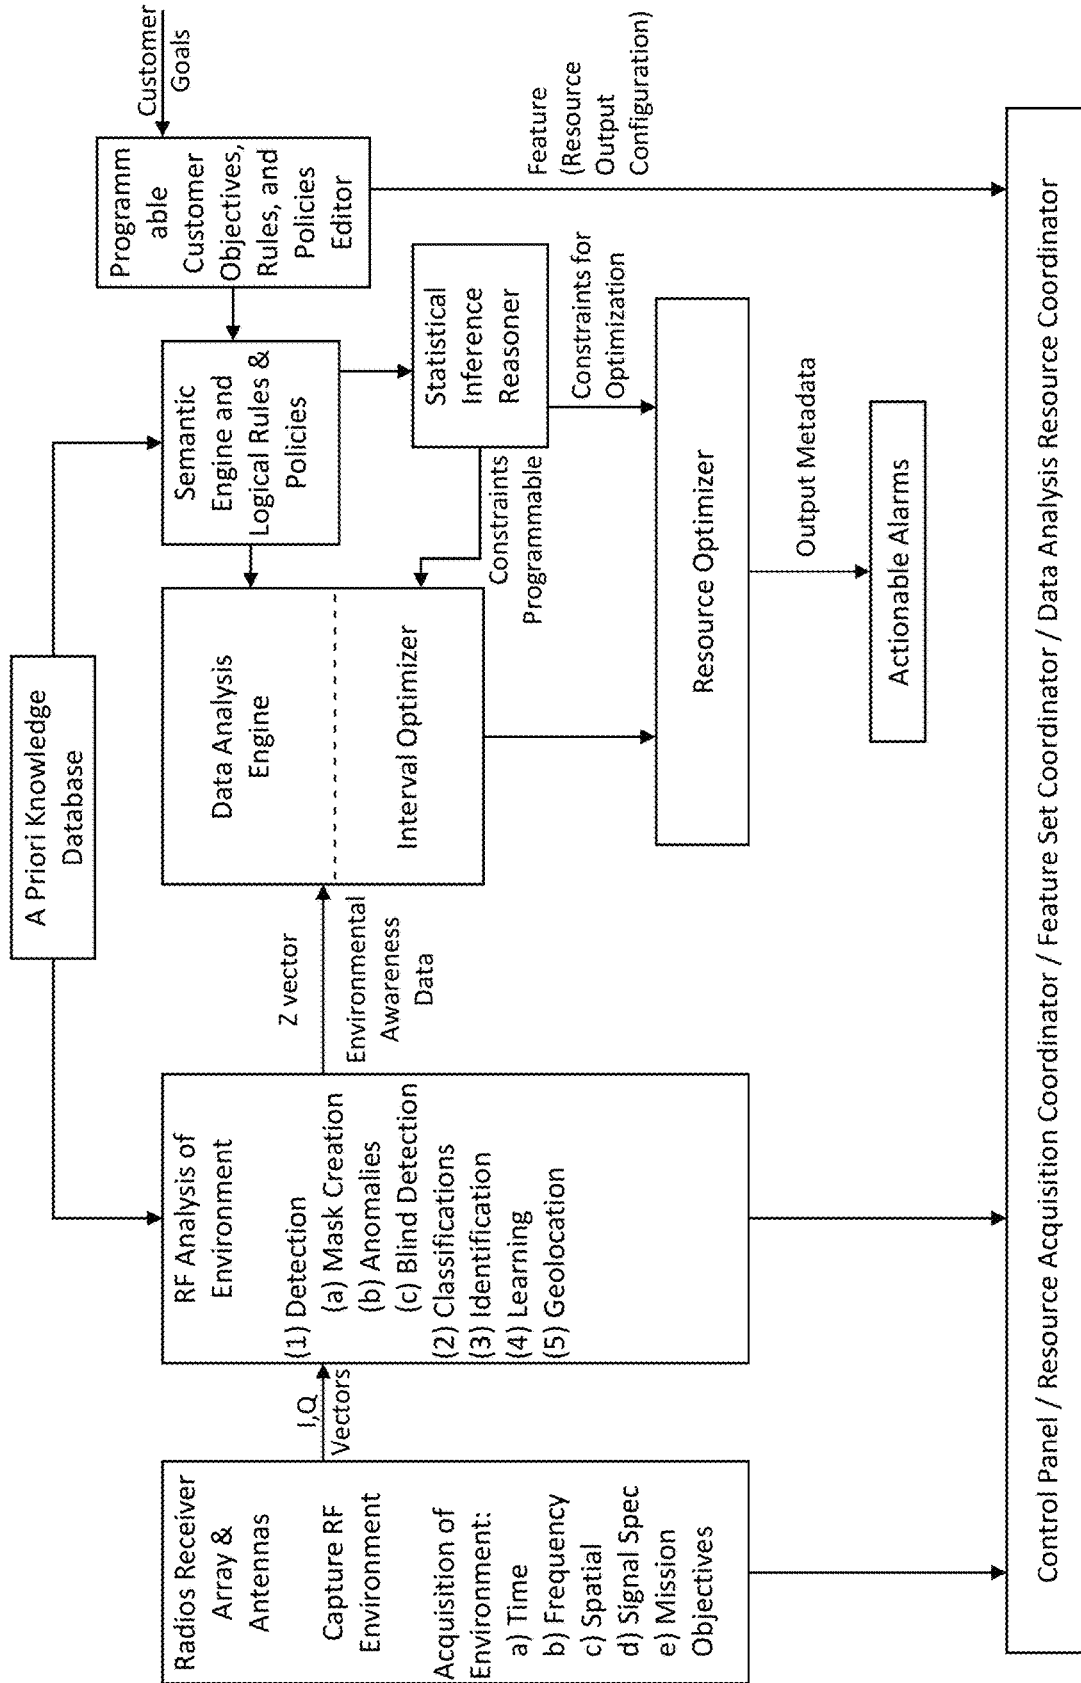 A Priori Knowledge
Database
Radios Receiver
Array &
Antennas
Capture RF
Environment
Acquisition of
Environment:
a) Time
b) Frequency
c) Spatial
d) Signal Spec
e) Mission
Objectives
I,Q
Vectors
RF Analysis of
Environment
(1) Detection
(a) Mask Creation
(b) Anomalies
(c) Blind Detection
(2) Classifications
(3) Identification
(4) Learning
(5) Geolocation
Z vector
Environmental
Awareness
Data
Data Analysis
Engine
Interval Optimizer
Semantic
Engine and
Logical Rules &
Policies
Programm
able
Customer
Objectives,
Rules, and
Policies
Editor
Customer
Goals
Statistical
Inference
Reasoner
Constraints
Programmable
Constraints for
Optimization
Feature
(Resource
Output
Configuration)
Resource Optimizer
Output Metadata
Actionable Alarms
Control Panel / Resource Acquisition Coordinator / Feature Set Coordinator / Data Analysis Resource Coordinator